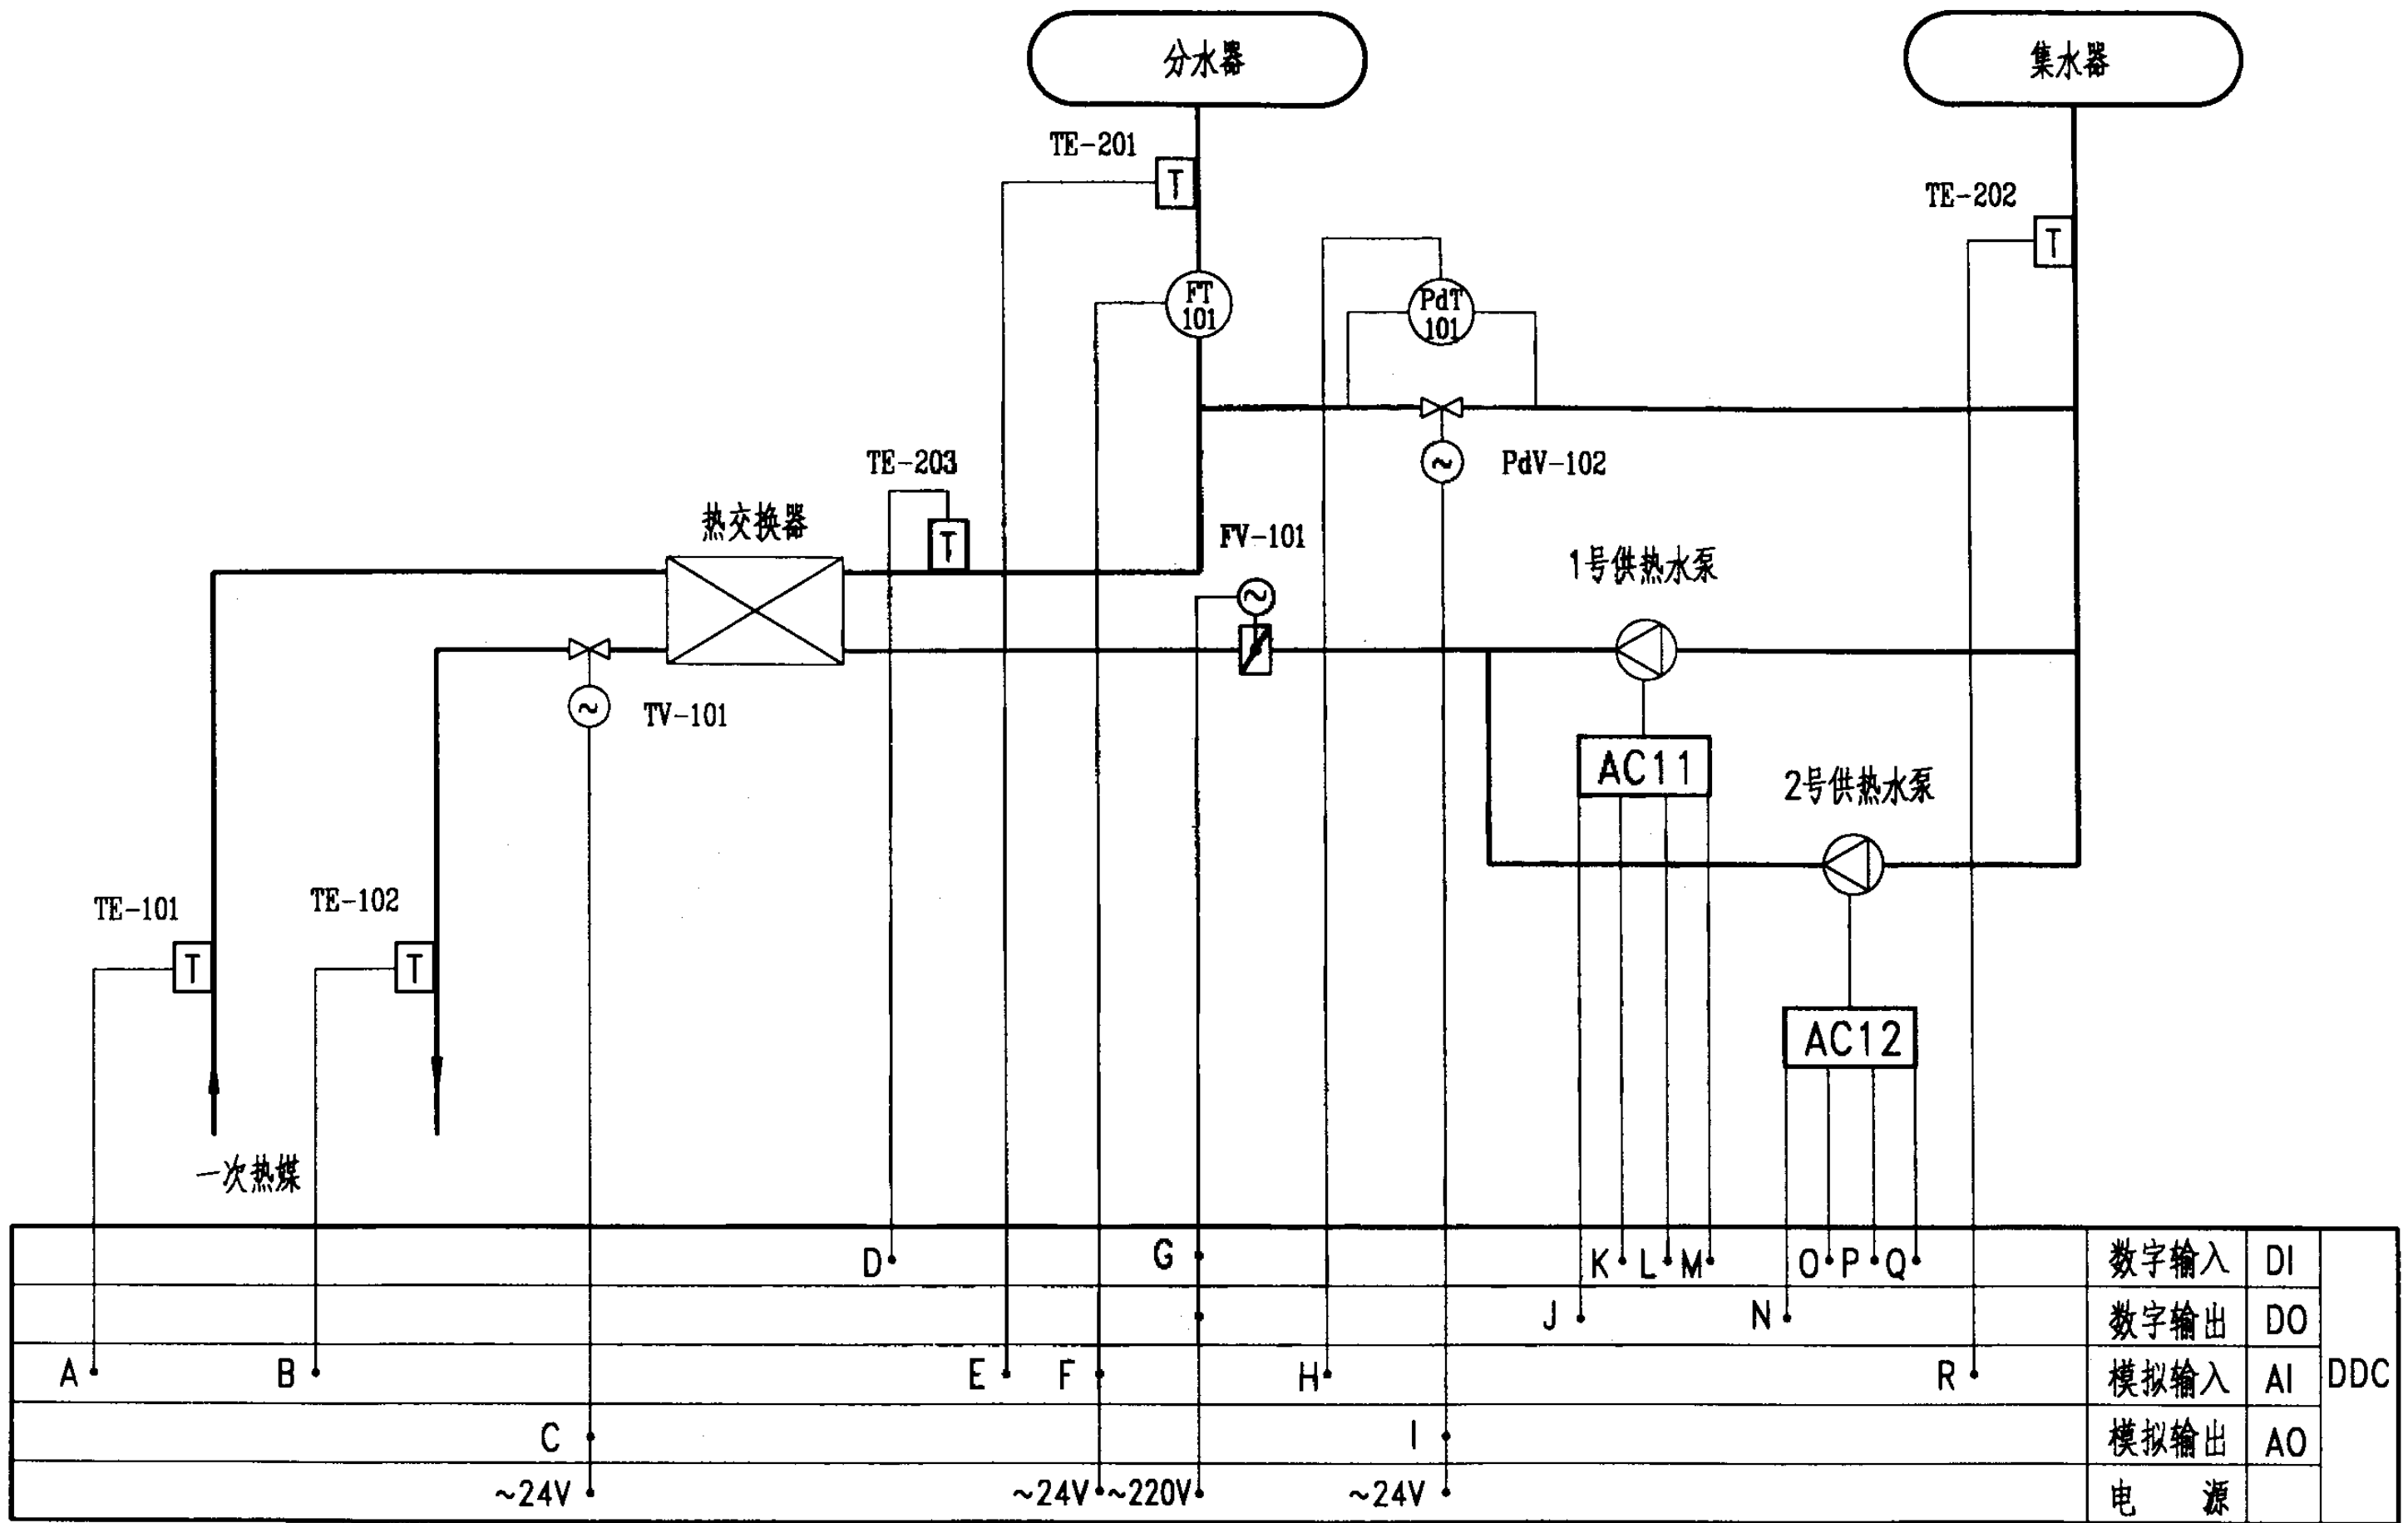 分水器
集水器
TE-201
T
TE-202
T
FT
101
PdT
101
TE-203
T
PdV-102
热交换器
FV-101
1号供热水泵
TV-101
AC11
2号供热水泵
TE-101
T
TE-102
T
AC12
一次热媒
D G K L M O P Q 数字输入 DI
J N 数字输出 DO
A B E F H R 模拟输入 AI DDC
C I 模拟输出 AO
~24V ~24V ~220V ~24V 电 源